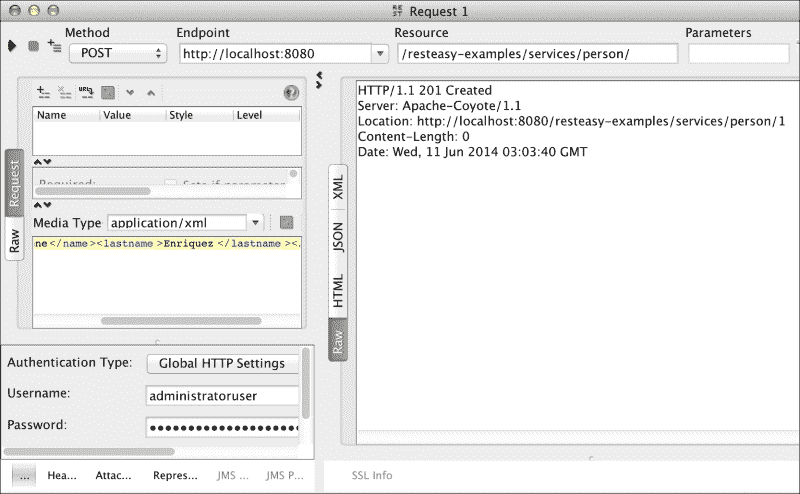 REST Request 1
Method Endpoint Resource Parameters
POST http://localhost:8080 /resteasy-examples/services/person/
URL
Name Value Style Level
Request
Raw
Required:
Media Type application/xml
ne</name><lastname>Enriquez</lastname><
Authentication Type: Global HTTP Settings
Username: administratoruser
Password: ••••••••••••••••••••
... Hea... Attac... Repres... JMS ... JMS P...
XML
JSON
HTML
Raw
HTTP/1.1 201 Created
Server: Apache-Coyote/1.1
Location: http://localhost:8080/resteasy-examples/services/person/1
Content-Length: 0
Date: Wed, 11 Jun 2014 03:03:40 GMT
SSL Info